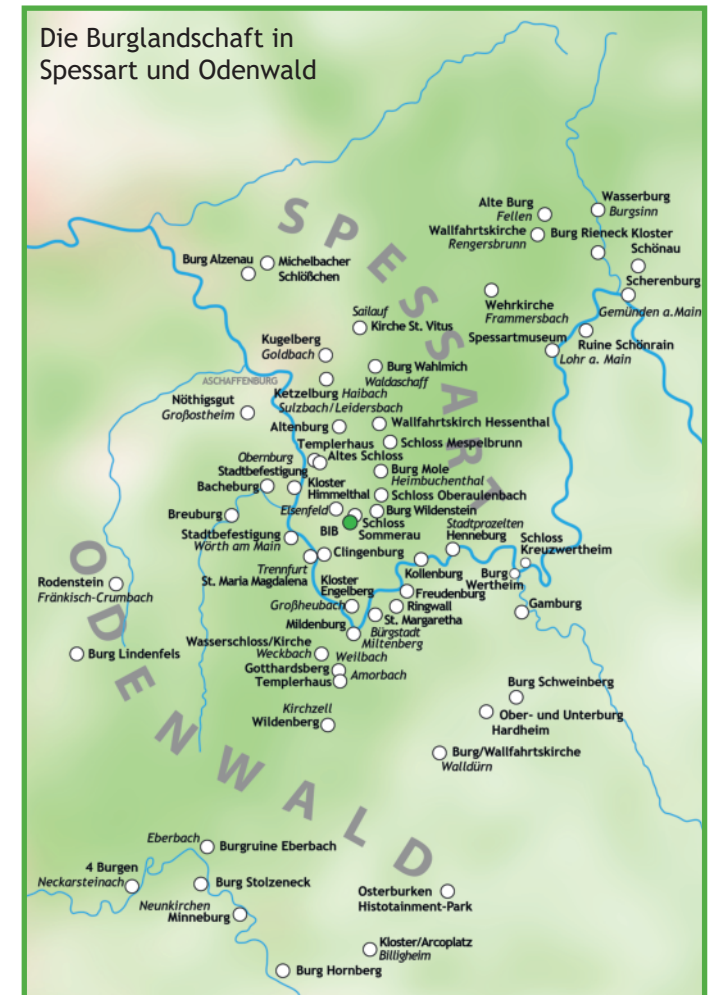 Die Burglandschaft in
Spessart und Odenwald
SPESSART
Alte Burg
Fellen
Wasserburg
Burgsinn
Wallfahrtskirche
Rengersbrunn
Burg Rieneck Kloster
Schönau
Burg Alzenau
Michelbacher
Schlößchen
Scherenburg
Gemünden a.Main
Wehrkirche
Frammersbach
Sailauf
Kirche St. Vitus
Spessartmuseum
Ruine Schönrain
Lohr a. Main
Kugelberg
Goldbach
Burg Wahlmich
Waldaschaff
ASCHAFFENBURG
Ketzelburg Haibach
Sulzbach/Leidersbach
Nöthigsgut
Großostheim
Altenburg
Wallfahrtskirch Hessenthal
Templerhaus
Schloss Mespelbrunn
Obernburg
Altes Schloss
Stadtbefestigung
Burg Mole
Heimbuchenthal
Bacheburg
Kloster
Himmelthal
Schloss Oberaulenbach
Elsenfeld
Burg Wildenstein
Breuburg
BIB
Schloss
Sommerau
Stadtprozelten
Henneburg
Schloss
Kreuzwertheim
Stadtbefestigung
Wörth am Main
Clingenburg
Trennfurt
St. Maria Magdalena
Kollenburg
Burg
Wertheim
ODENWALD
Rodenstein
Fränkisch-Crumbach
Kloster
Engelberg
Großheubach
Freudenburg
Ringwall
Gamburg
St. Margaretha
Bürgstadt
Mildenburg
Miltenberg
Wasserschloss/Kirche
Weckbach
Burg Lindenfels
Weilbach
Gotthardsberg
Templerhaus
Amorbach
Burg Schweinberg
Kirchzell
Wildenberg
Ober- und Unterburg
Hardheim
Burg/Wallfahrtskirche
Walldürn
Eberbach
Burgruine Eberbach
4 Burgen
Neckarsteinach
Burg Stolzeneck
Neunkirchen
Minneburg
Osterburken
Histotainment-Park
Kloster/Arcoplatz
Billigheim
Burg Hornberg